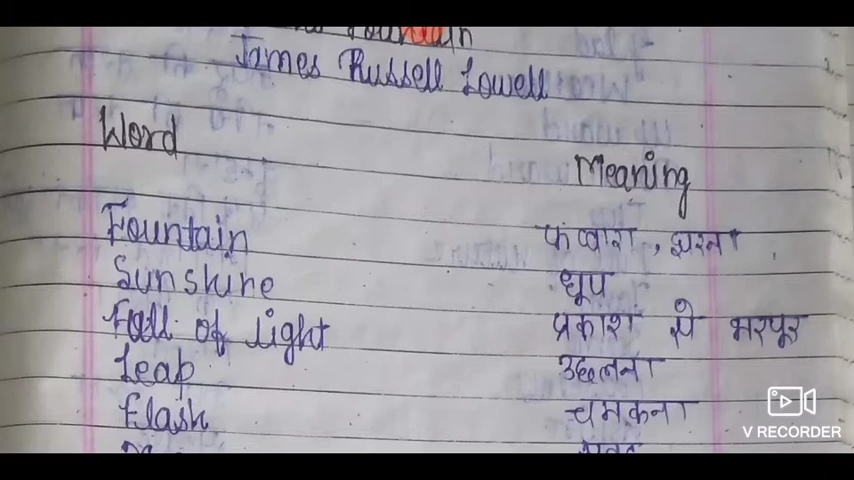 Fountain
James Russell Lowell
Word Meaning
Fountain फव्वारा , झरना
Sunshine धूप
Full of light प्रकाश से भरपूर
Leap उछलना
Flash चमकना
V RECORDER